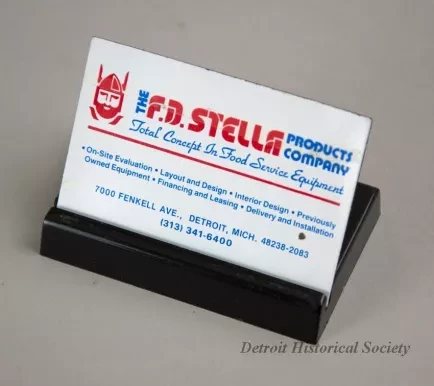 THE F.D. STELLA PRODUCTS COMPANY
Total Concept In Food Service Equipment
• On-Site Evaluation • Layout and Design • Interior Design • Previously
Owned Equipment • Financing and Leasing • Delivery and Installation
7000 FENKELL AVE., DETROIT, MICH. 48238-2083
(313) 341-6400
Detroit Historical Society